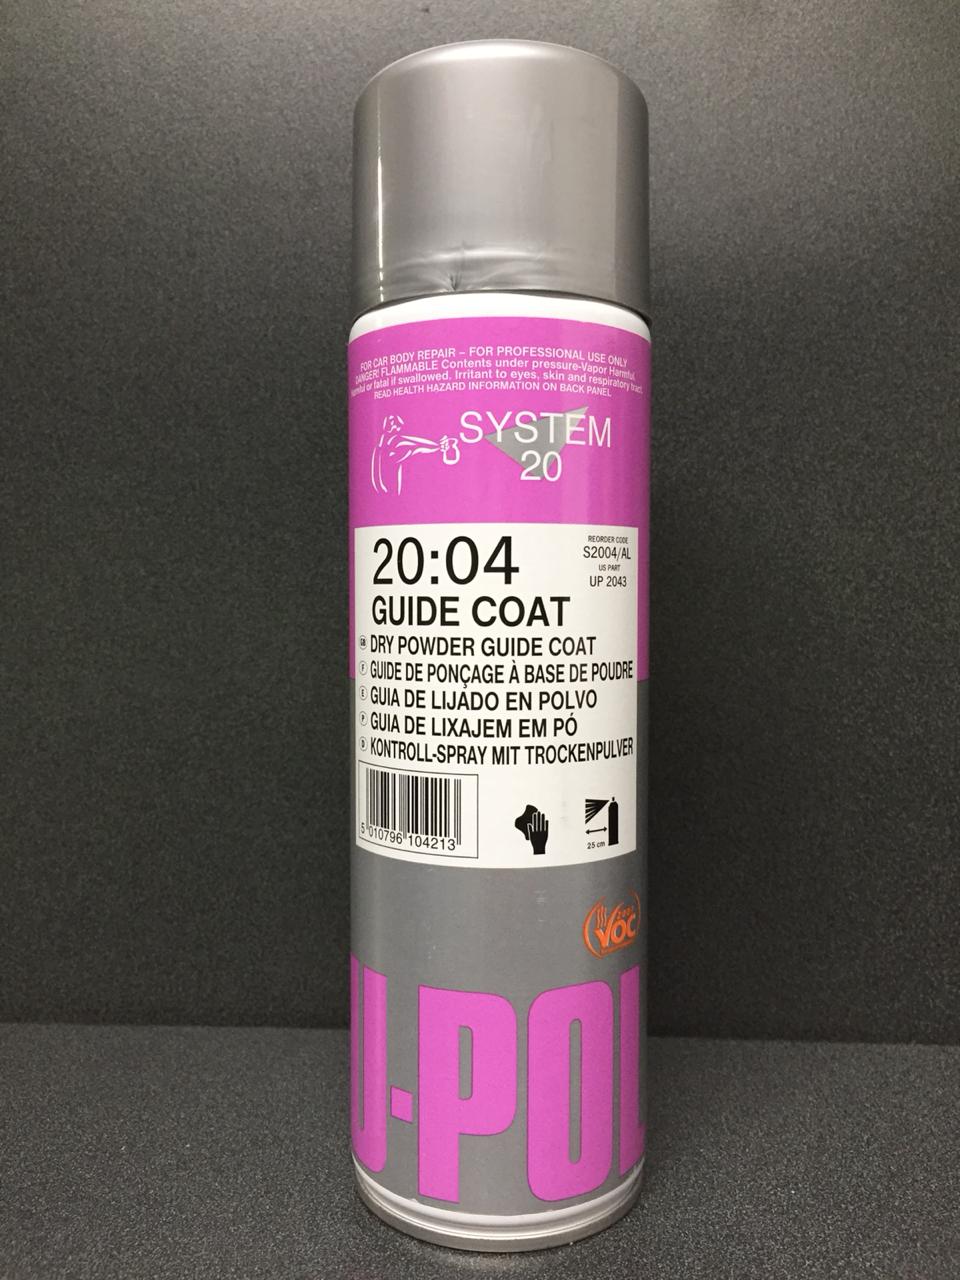 FOR CAR BODY REPAIR – FOR PROFESSIONAL USE ONLY
DANGER! FLAMMABLE Contents under pressure-Vapor Harmful.
Harmful or fatal if swallowed. Irritant to eyes, skin and respiratory tract.
READ HEALTH HAZARD INFORMATION ON BACK PANEL
SYSTEM
20
20:04
REORDER CODE
S2004/AL
US PART
UP 2043
GUIDE COAT
GB DRY POWDER GUIDE COAT
F GUIDE DE PONÇAGE À BASE DE POUDRE
E GUIA DE LIJADO EN POLVO
P GUIA DE LIXAJEM EM PÓ
D KONTROLL-SPRAY MIT TROCKENPULVER
5 010796 104213
25 cm
VOC
U-POL